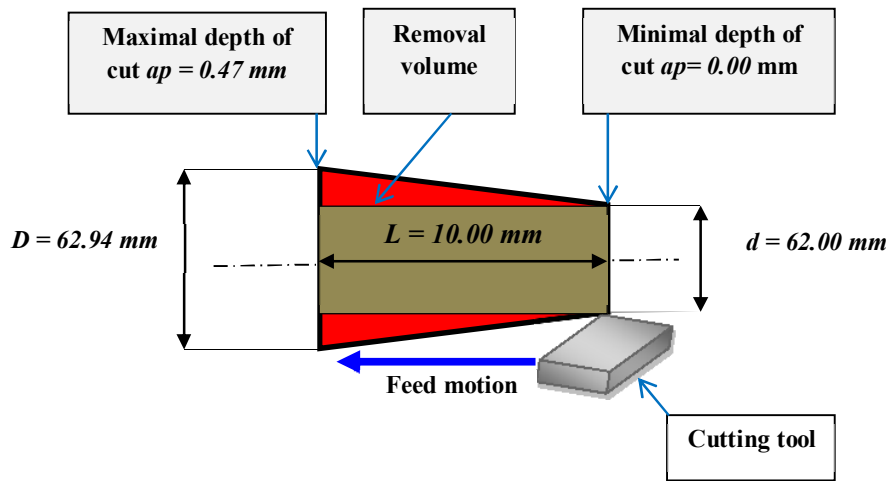 Maximal depth of
cut ap = 0.47 mm
Removal
volume
Minimal depth of
cut ap= 0.00 mm
D = 62.94 mm
L = 10.00 mm
d = 62.00 mm
Feed motion
Cutting tool